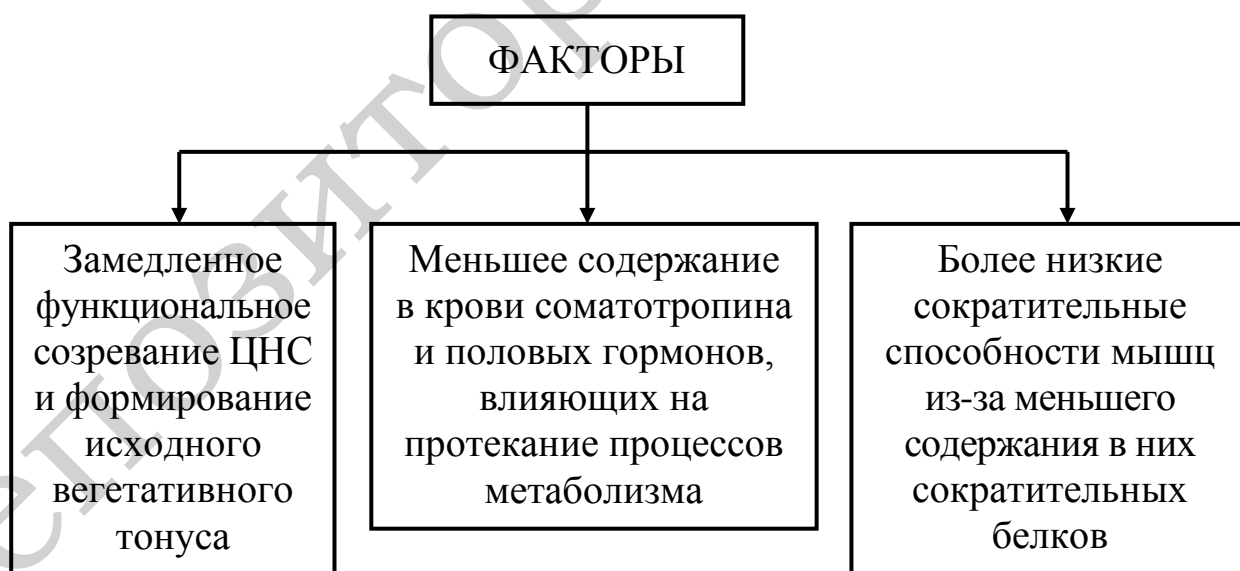 ФАКТОРЫ
Замедленное
функциональное
созревание ЦНС
и формирование
исходного
вегетативного
тонуса
Меньшее содержание
в крови соматотропина
и половых гормонов,
влияющих на
протекание процессов
метаболизма
Более низкие
сократительные
способности мышц
из-за меньшего
содержания в них
сократительных
белков